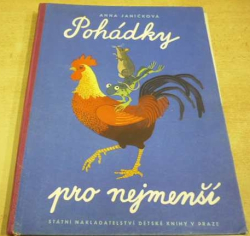 ANNA JANÍČKOVÁ
Pohádky
pro nejmenší
STÁTNÍ NAKLADATELSTVÍ DĚTSKÉ KNIHY V PRAZE